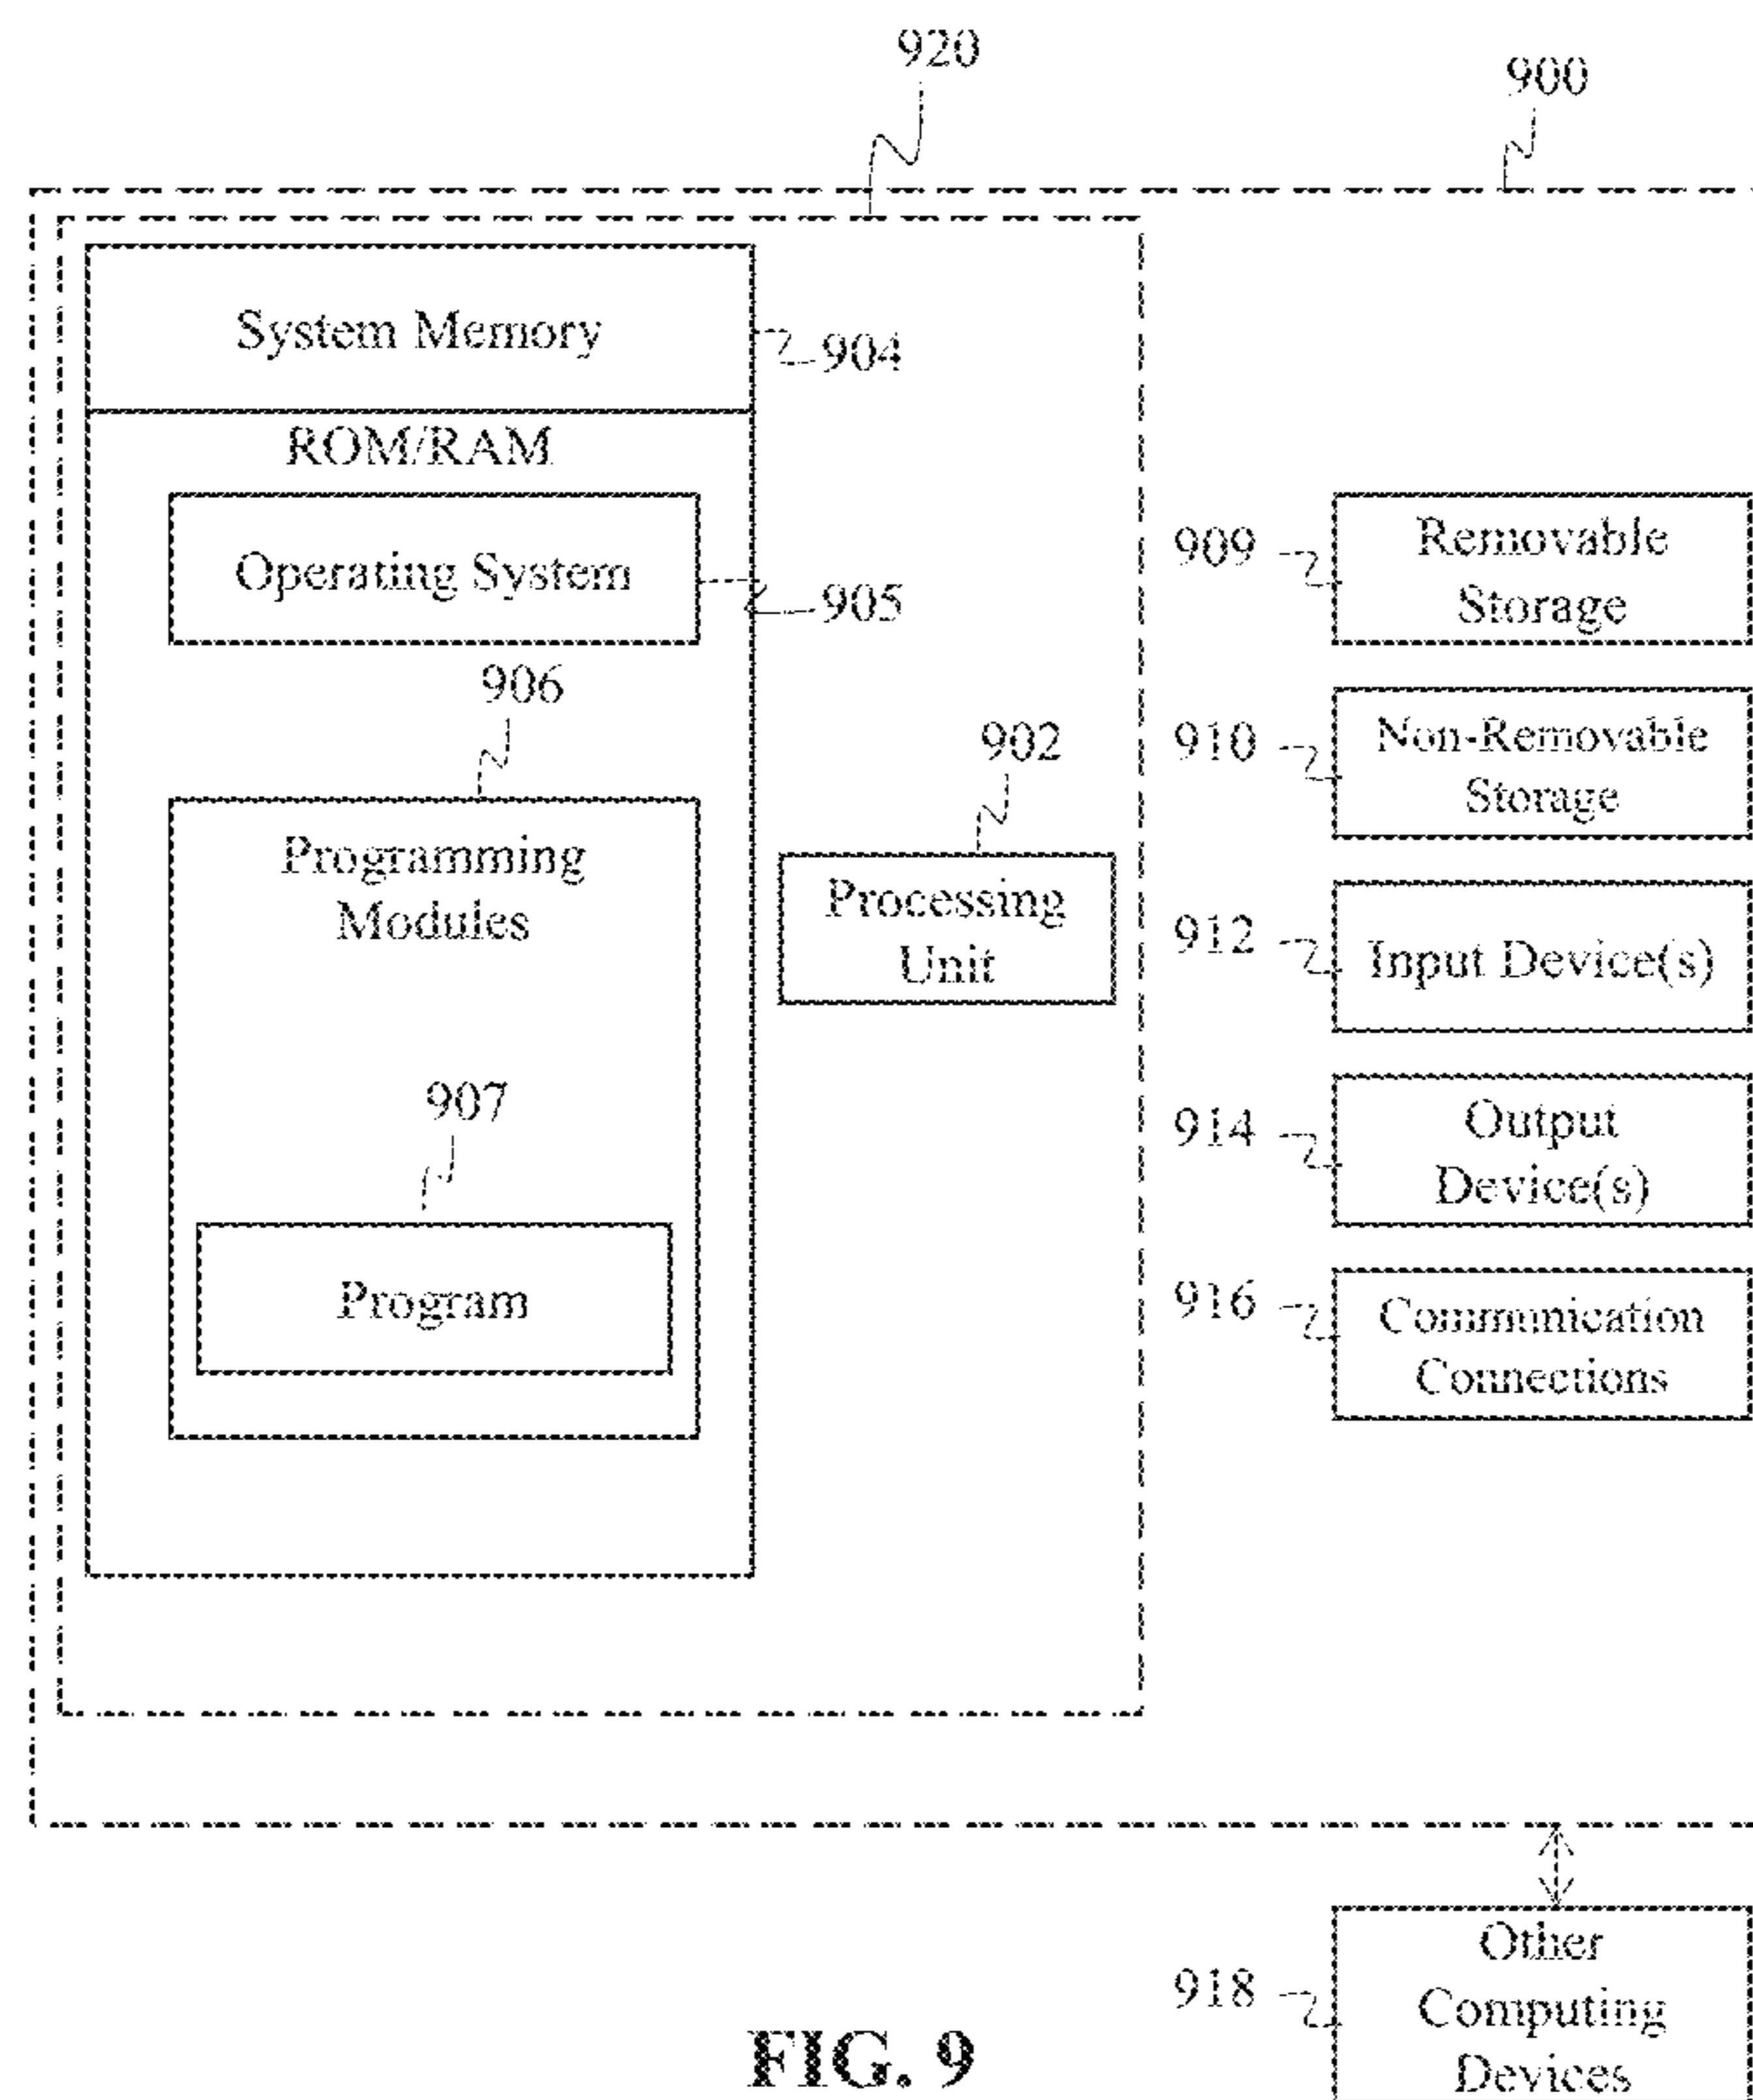 920
900
System Memory
904
ROM/RAM
Operating System
905
909
Removable
Storage
906
902
910
Non-Removable
Storage
Programming
Modules
Processing
Unit
912
Input Device(s)
907
914
Output
Device(s)
Program
916
Communication
Connections
918
Other
Computing
Devices
FIG. 9